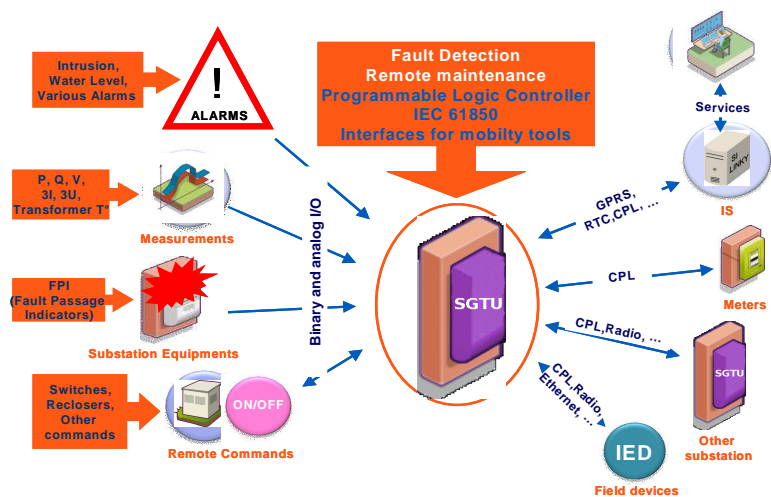 Intrusion,
Water Level,
Various Alarms
!
ALARMS
Fault Detection
Remote maintenance
Programmable Logic Controller
IEC 61850
Interfaces for mobilty tools
Services
SI LINKY
IS
P, Q, V,
3I, 3U,
Transformer T°
Measurements
Binary and analog I/O
GPRS,
RTC,CPL, ...
FPI
(Fault Passage
Indicators)
Substation Equipments
SGTU
CPL
Meters
CPL,Radio, ...
SGTU
Other
substation
Switches,
Reclosers,
Other
commands
ON/OFF
Remote Commands
CPL,Radio,
Ethernet, ...
IED
Field devices